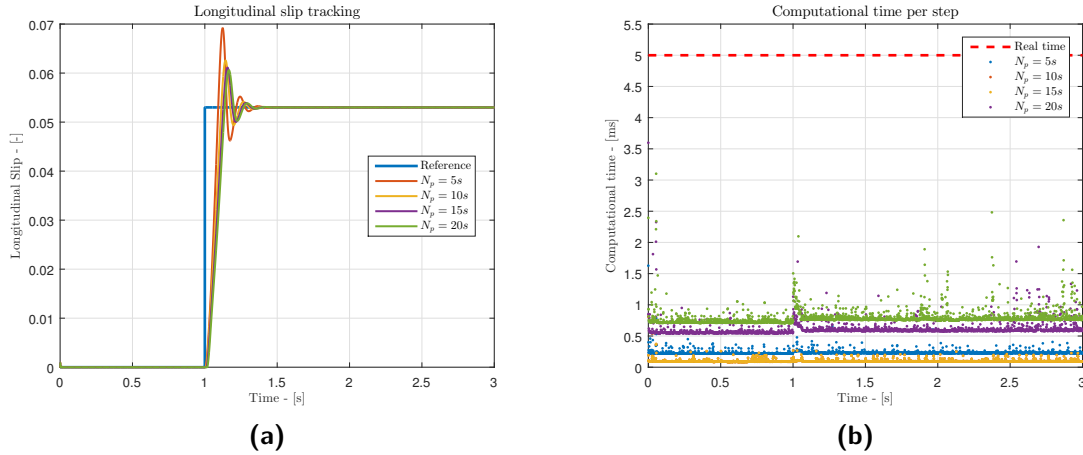 Longitudinal slip tracking
0.07
0.06
0.05
0.04
0.03
0.02
0.01
0
Longitudinal Slip - [-]
Reference
N_p = 5s
N_p = 10s
N_p = 15s
N_p = 20s
0
0.5
1
1.5
2
2.5
3
Time - [s]
(a)
Computational time per step
5.5
5
4.5
4
3.5
3
2.5
2
1.5
1
0.5
0
Computational time - [ms]
Real time
N_p = 5s
N_p = 10s
N_p = 15s
N_p = 20s
0
0.5
1
1.5
2
2.5
3
Time - [s]
(b)